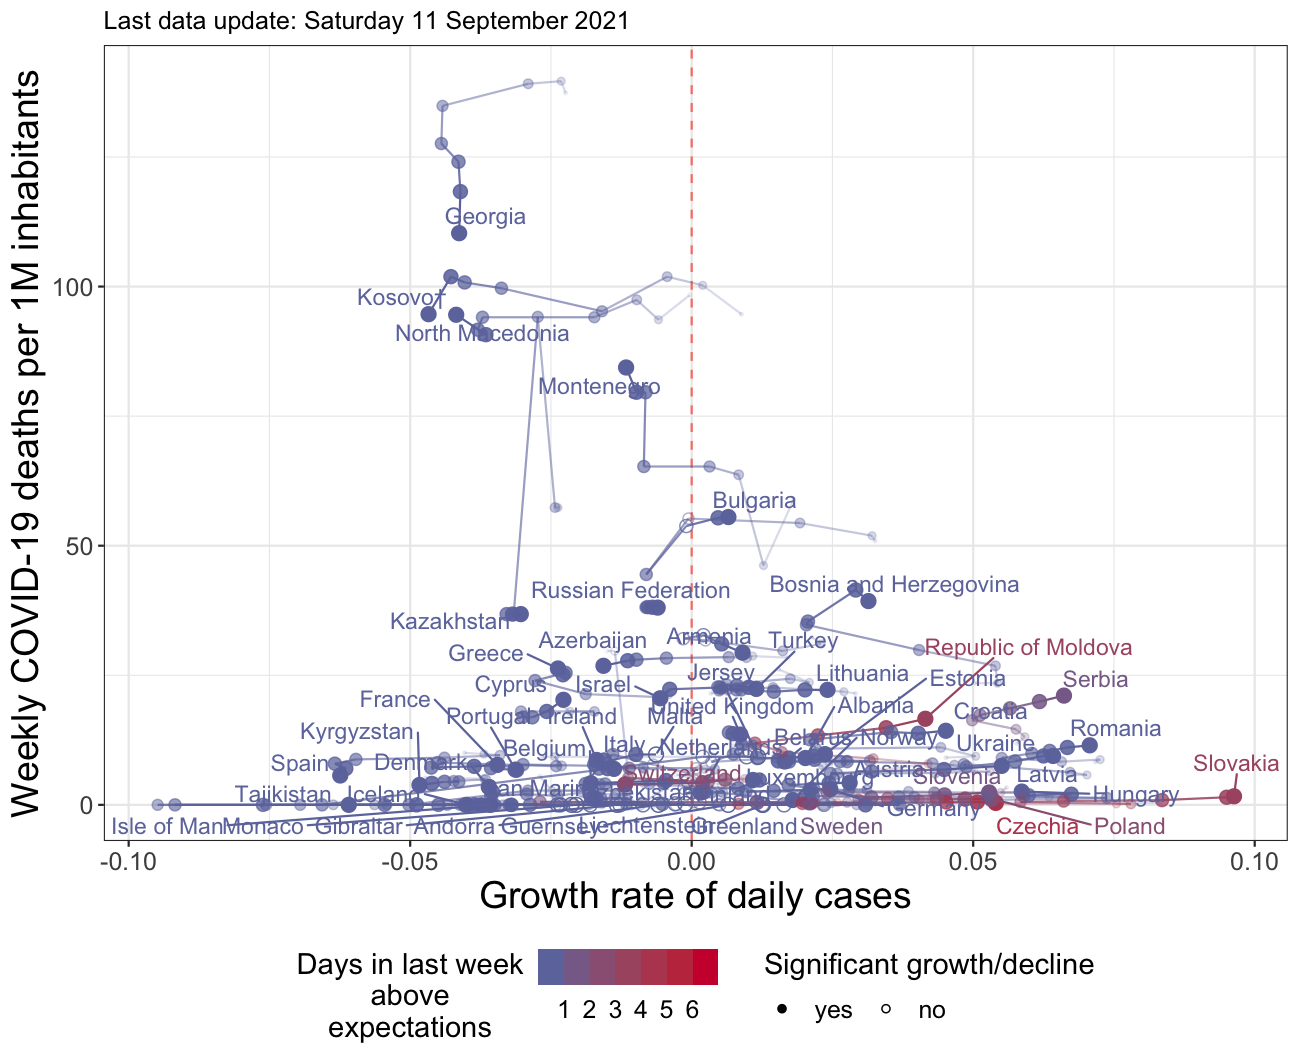 Last data update: Saturday 11 September 2021
Weekly COVID-19 deaths per 1M inhabitants
100
50
0
Georgia
Kosovo†
North Macedonia
Montenegro
Bulgaria
Russian Federation
Bosnia and Herzegovina
Kazakhstan
Azerbaijan
Armenia
Turkey
Republic of Moldova
Greece
Cyprus
Israel
Jersey
Lithuania
Estonia
Serbia
France
Portugal
Ireland
Malta
United Kingdom
Albania
Croatia
Kyrgyzstan
Belgium
Italy
Netherlands
Belarus
Norway
Ukraine
Romania
Spain
Denmark
Switzerland
Luxembourg
Austria
Slovenia
Latvia
Slovakia
Tajikistan
Iceland
San Marino
Germany
Hungary
Isle of Man
Monaco
Gibraltar
Andorra
Guernsey
Liechtenstein
Greenland
Sweden
Czechia
Poland
-0.10
-0.05
0.00
0.05
0.10
Growth rate of daily cases
Days in last week
above
expectations
1 2 3 4 5 6
Significant growth/decline
yes
no